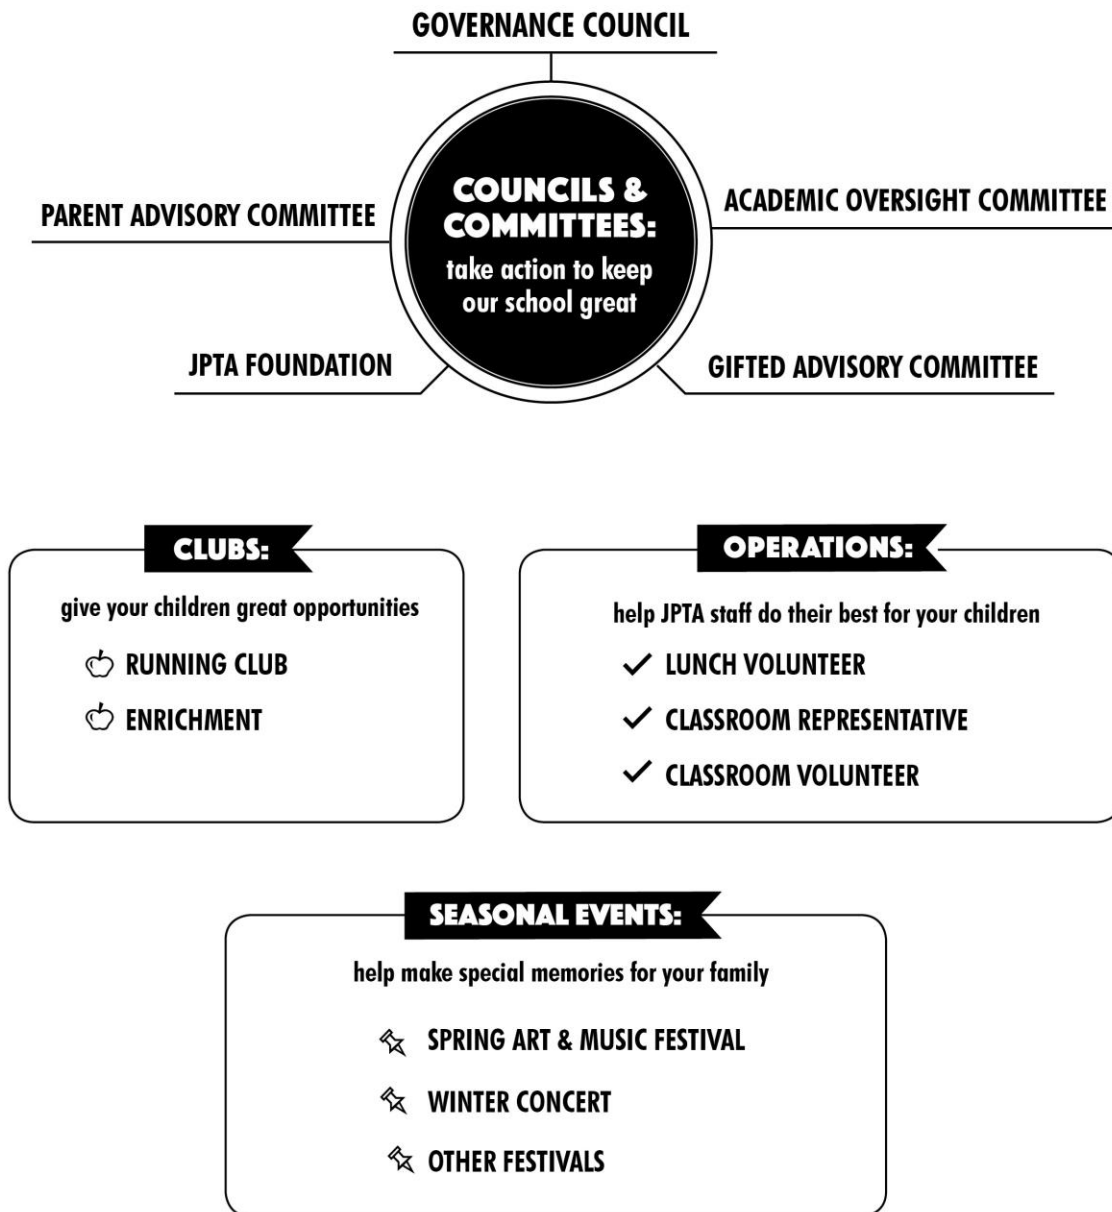 GOVERNANCE COUNCIL
COUNCILS &
COMMITTEES:
take action to keep
our school great
PARENT ADVISORY COMMITTEE
ACADEMIC OVERSIGHT COMMITTEE
JPTA FOUNDATION
GIFTED ADVISORY COMMITTEE
CLUBS:
give your children great opportunities
RUNNING CLUB
ENRICHMENT
OPERATIONS:
help JPTA staff do their best for your children
LUNCH VOLUNTEER
CLASSROOM REPRESENTATIVE
CLASSROOM VOLUNTEER
SEASONAL EVENTS:
help make special memories for your family
SPRING ART & MUSIC FESTIVAL
WINTER CONCERT
OTHER FESTIVALS